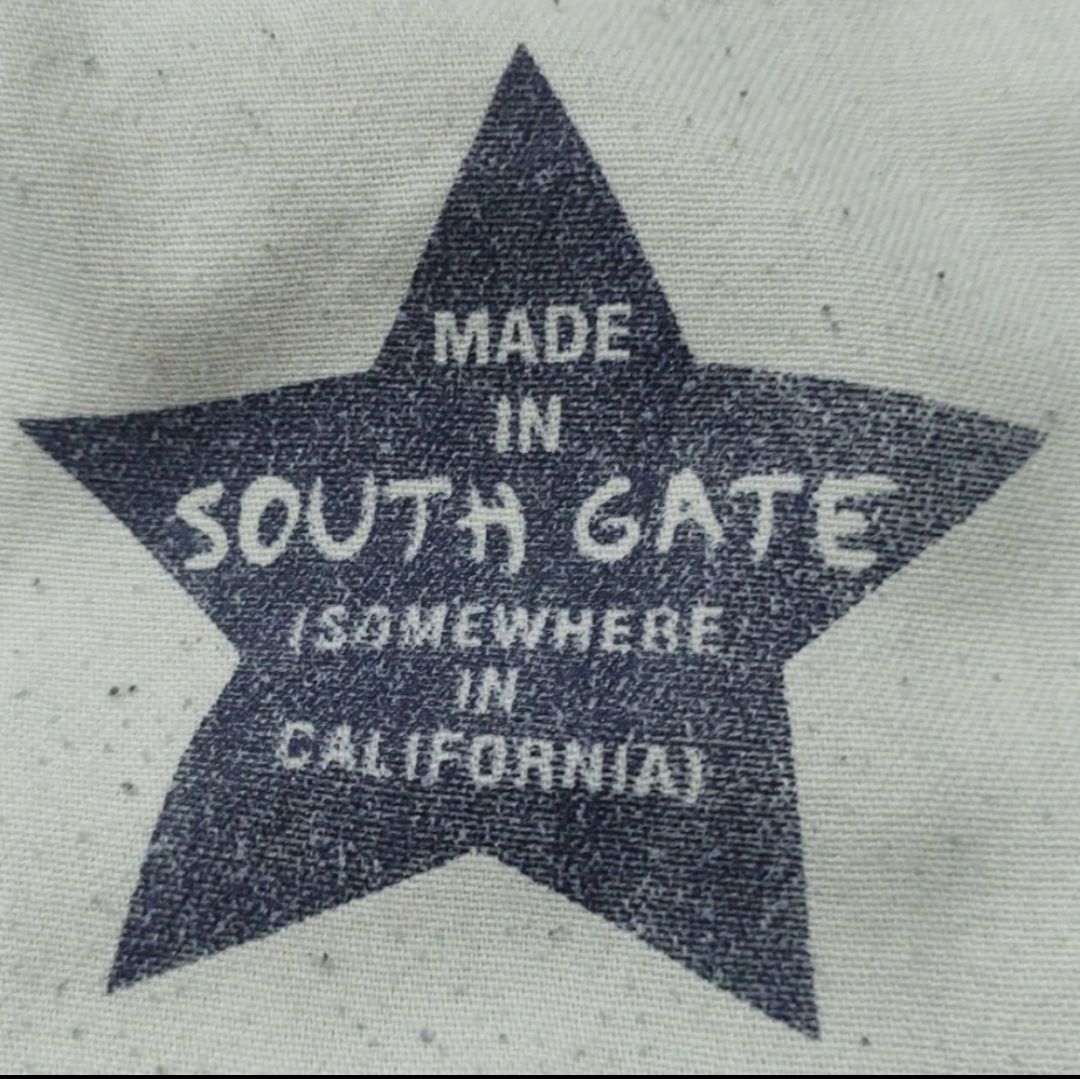 MADE
IN
SOUTH GATE
(SOMEWHERE
IN
CALIFORNIA)